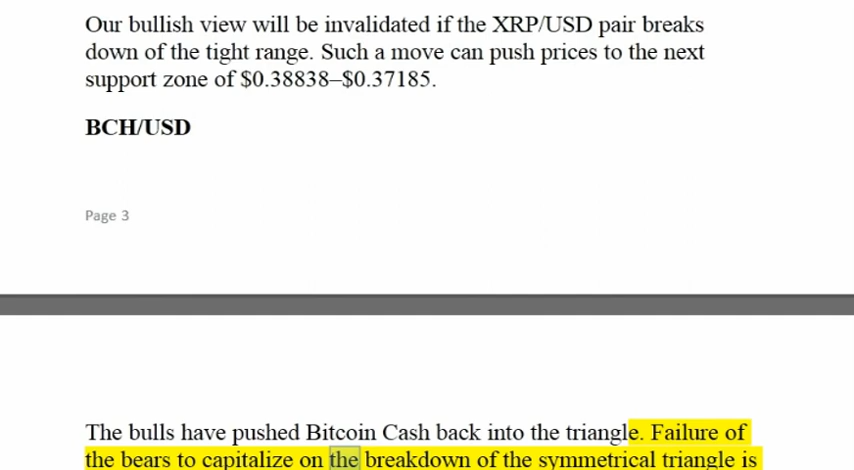 Our bullish view will be invalidated if the XRP/USD pair breaks
down of the tight range. Such a move can push prices to the next
support zone of $0.38838–$0.37185.
BCH/USD
Page 3
The bulls have pushed Bitcoin Cash back into the triangle. Failure of
the bears to capitalize on the breakdown of the symmetrical triangle is